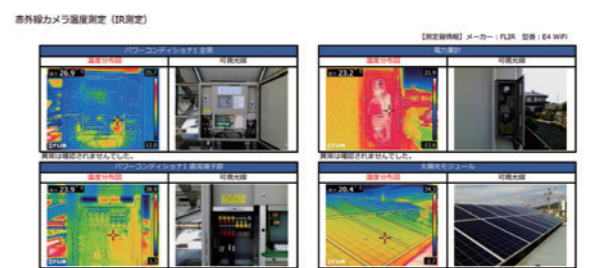 赤外線カメラ温度測定（IR測定）
【測定器情報】メーカー：FLIR 型番：E4 WiFi
パワーコンディショナ1 全景
温度分布図 可視光線
26.9
FLIR
異常は確認されませんでした。
電力量計
温度分布図 可視光線
23.2
FLIR
異常は確認されませんでした。
パワーコンディショナ1 直流端子部
温度分布図 可視光線
23.9
FLIR
太陽光モジュール
温度分布図 可視光線
20.4
FLIR